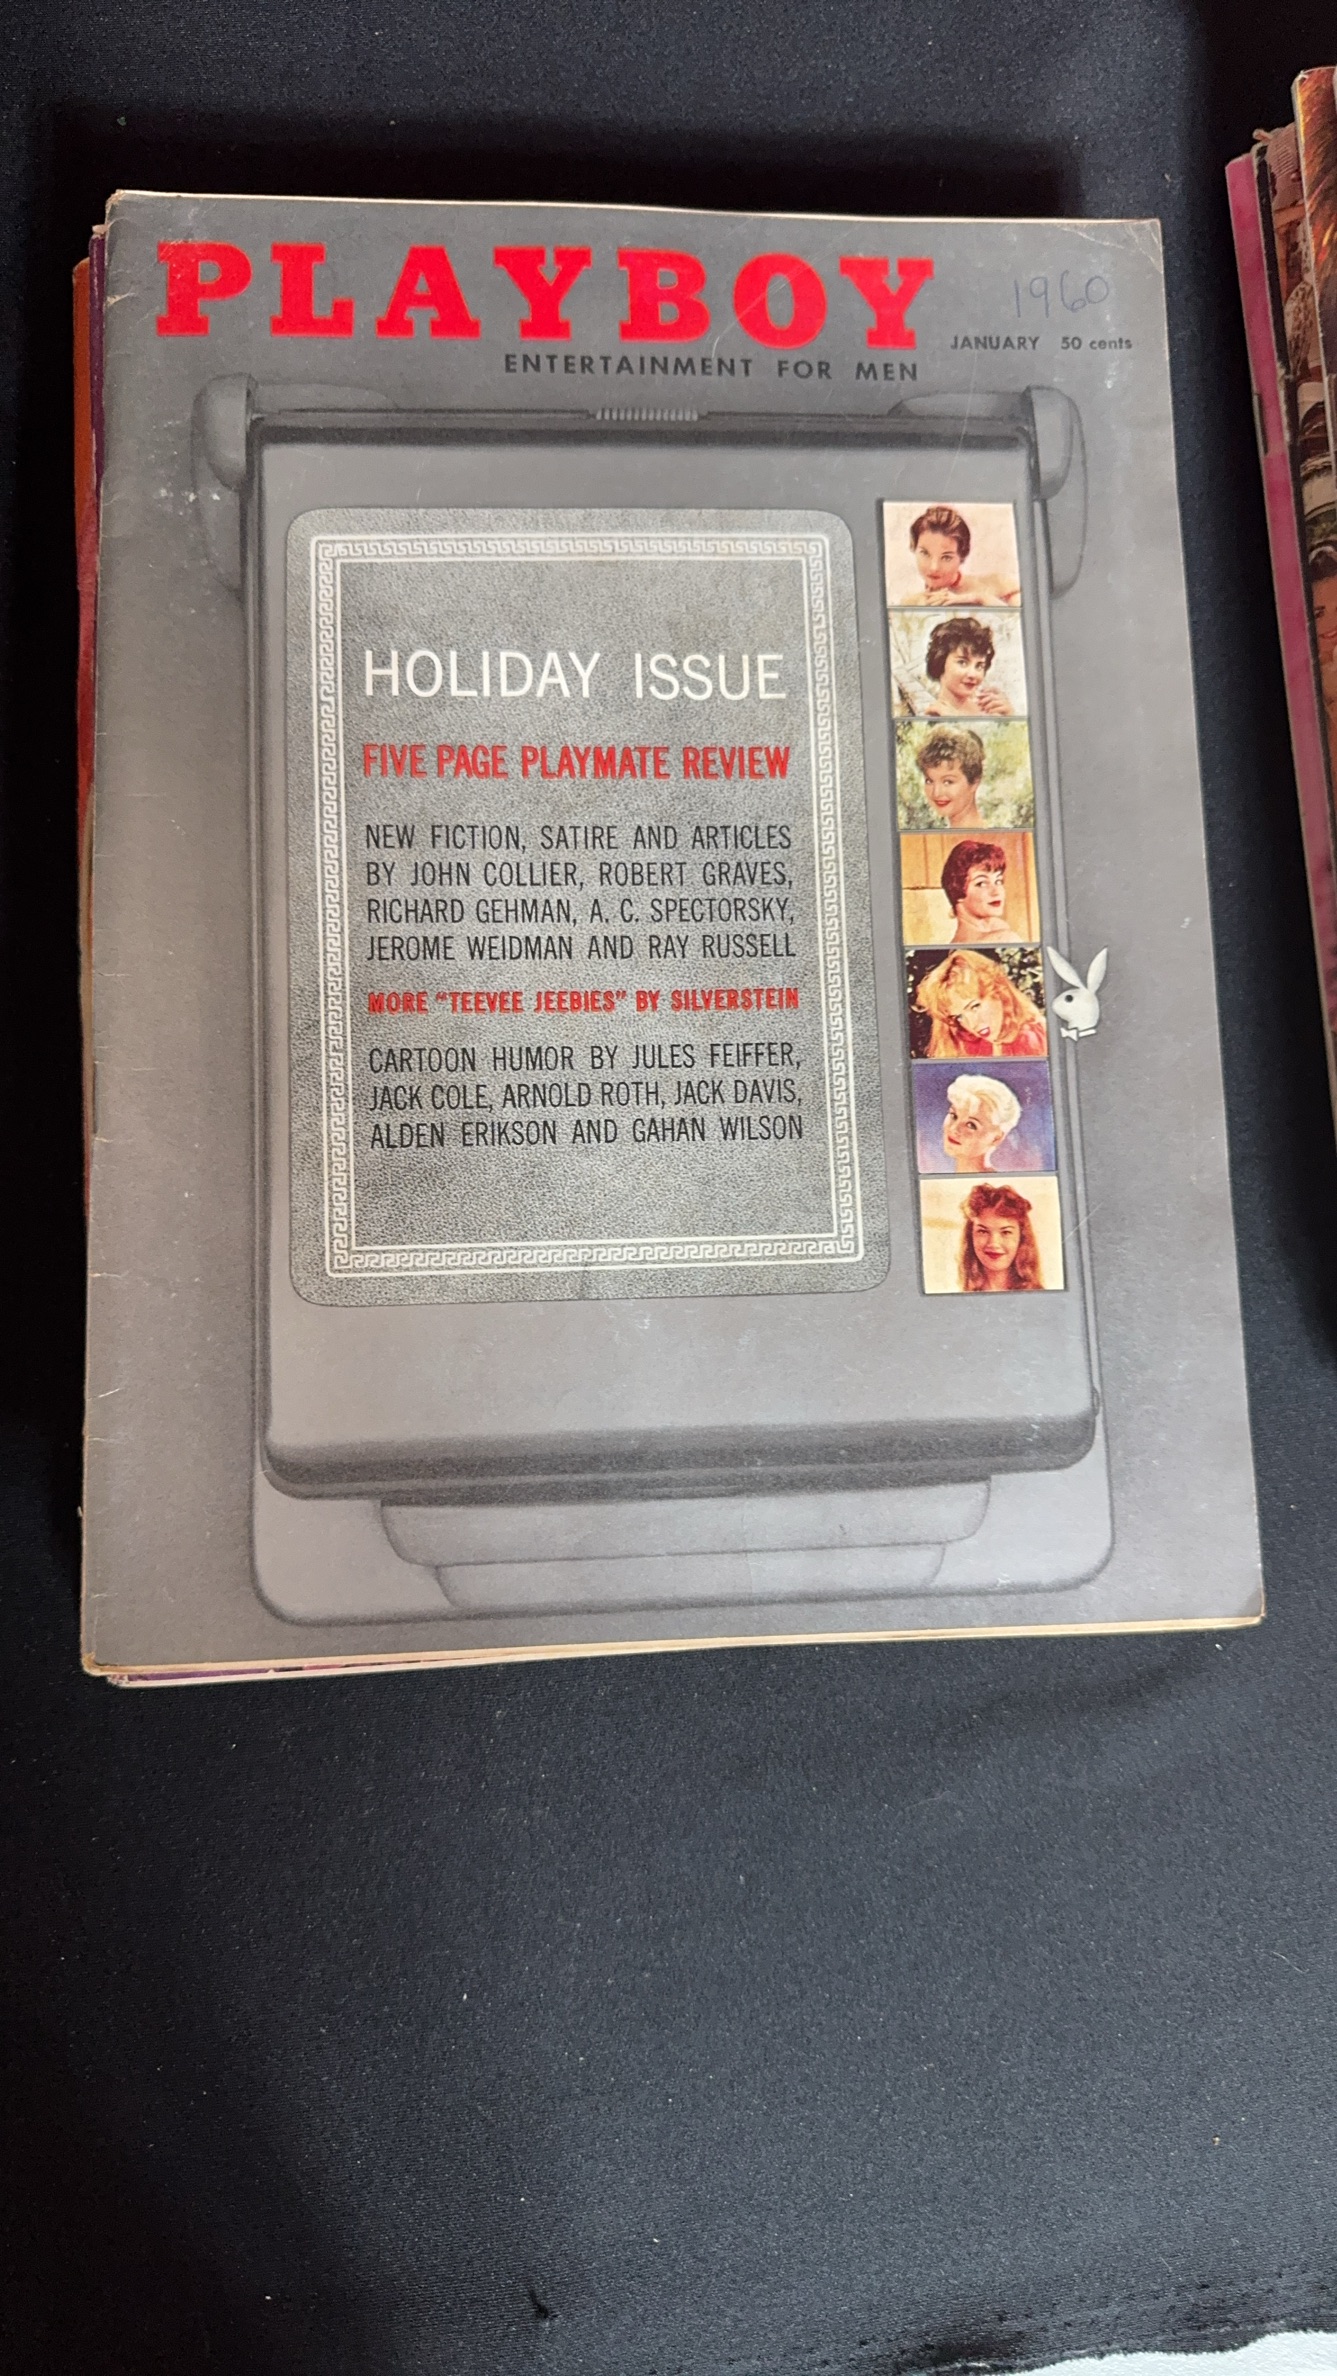 PLAYBOY
1960
JANUARY 50 cents
ENTERTAINMENT FOR MEN
HOLIDAY ISSUE
FIVE PAGE PLAYMATE REVIEW
NEW FICTION, SATIRE AND ARTICLES
BY JOHN COLLIER, ROBERT GRAVES,
RICHARD GEHMAN, A. C. SPECTORSKY,
JEROME WEIDMAN AND RAY RUSSELL
MORE "TEEVEE JEEBIES" BY SILVERSTEIN
CARTOON HUMOR BY JULES FEIFFER,
JACK COLE, ARNOLD ROTH, JACK DAVIS,
ALDEN ERIKSON AND GAHAN WILSON